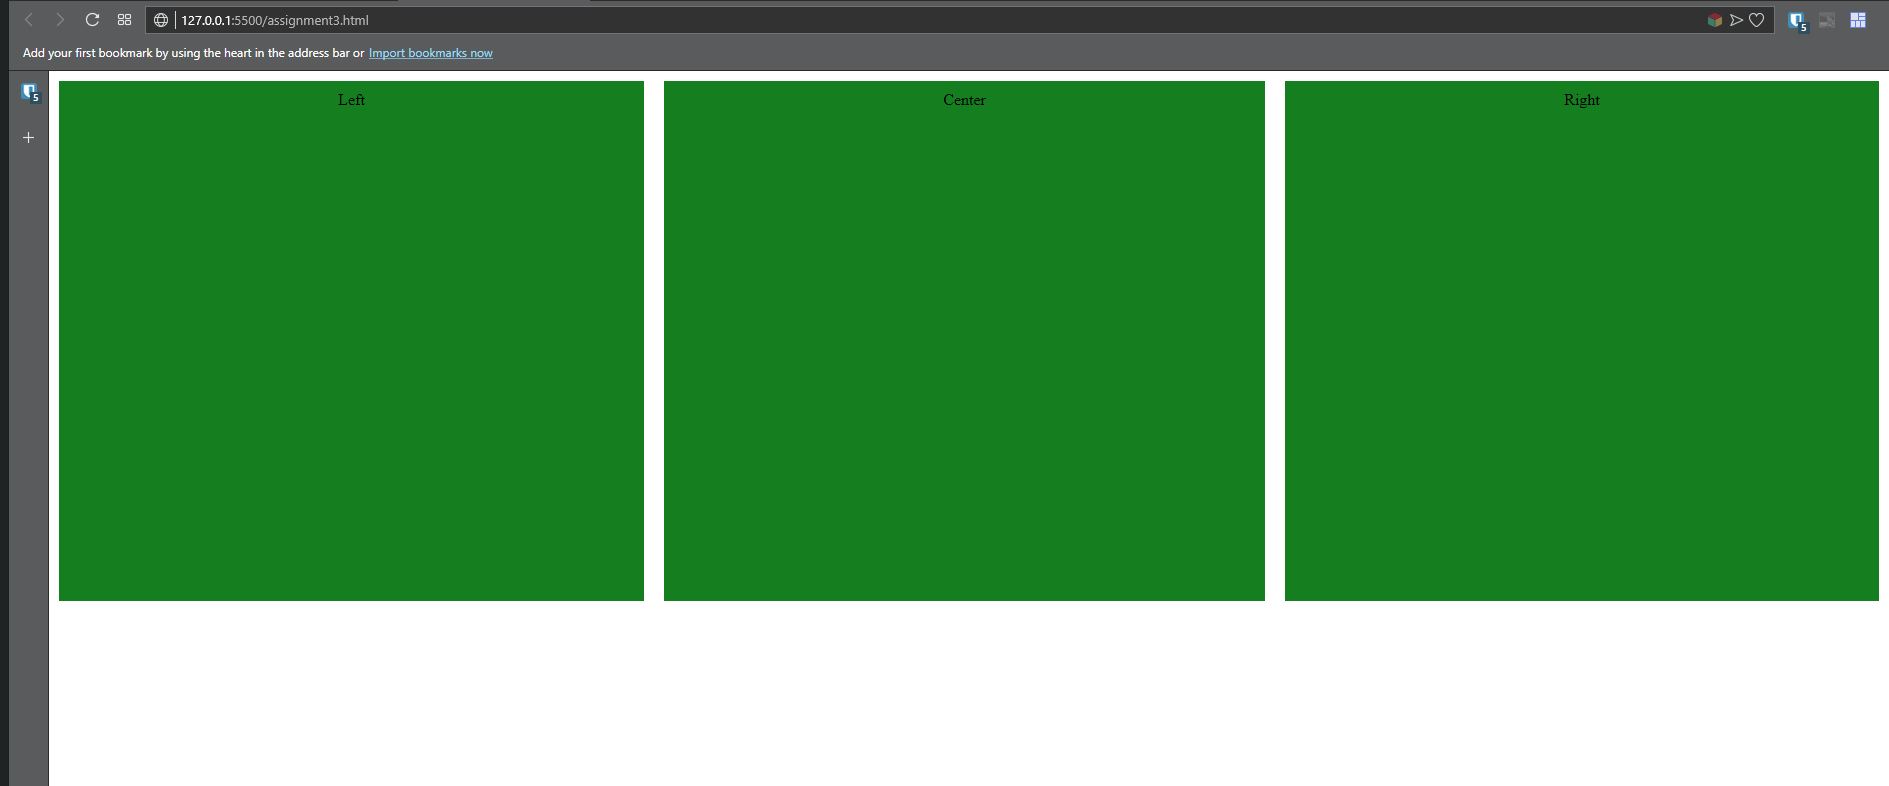 127.0.0.1:5500/assignment3.html
5
Add your first bookmark by using the heart in the address bar or Import bookmarks now
5
Left
Center
Right